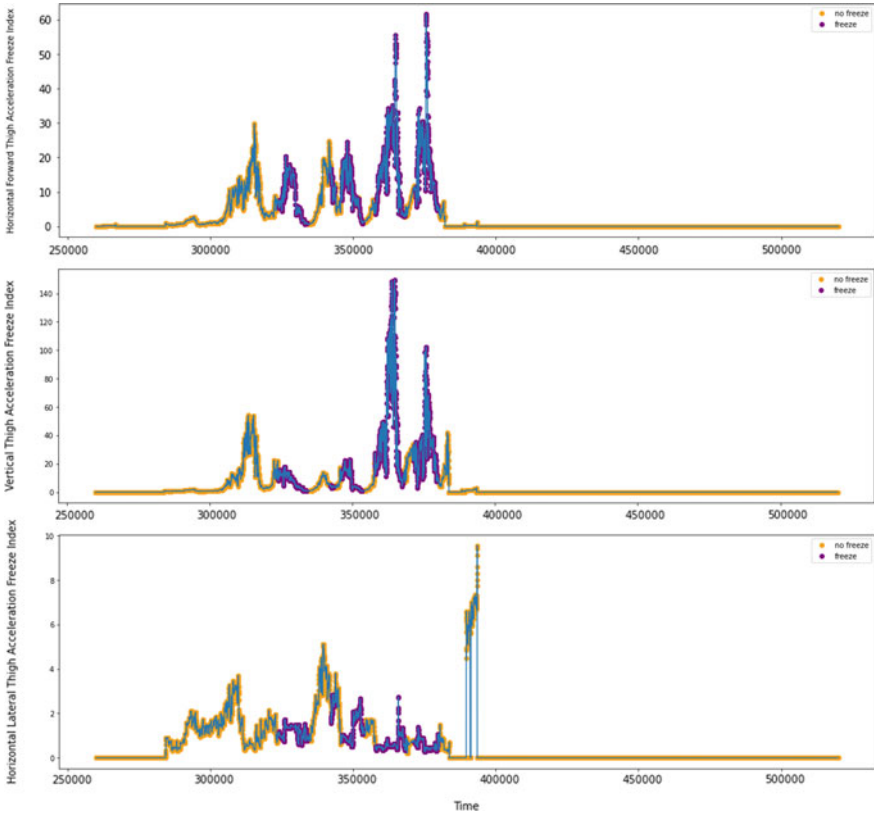 Horizontal Forward Thigh Acceleration Freeze Index
60
50
40
30
20
10
0
no freeze
freeze
250000 300000 350000 400000 450000 500000
Vertical Thigh Acceleration Freeze Index
140
120
100
80
60
40
20
0
no freeze
freeze
250000 300000 350000 400000 450000 500000
Horizontal Lateral Thigh Acceleration Freeze Index
10
8
6
4
2
0
no freeze
freeze
250000 300000 350000 400000 450000 500000
Time